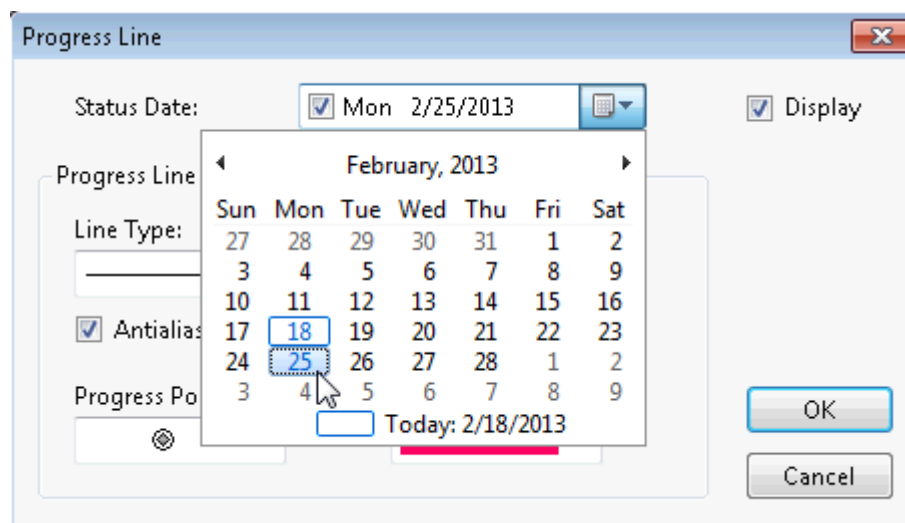 Progress Line
Status Date:
Mon 2/25/2013
Display
February, 2013
Progress Line
Sun Mon Tue Wed Thu Fri Sat
27 28 29 30 31 1 2
Line Type:
3 4 5 6 7 8 9
10 11 12 13 14 15 16
Antialias
17 18 19 20 21 22 23
24 25 26 27 28 1 2
3 4 5 6 7 8 9
Progress Po
Today: 2/18/2013
OK
Cancel